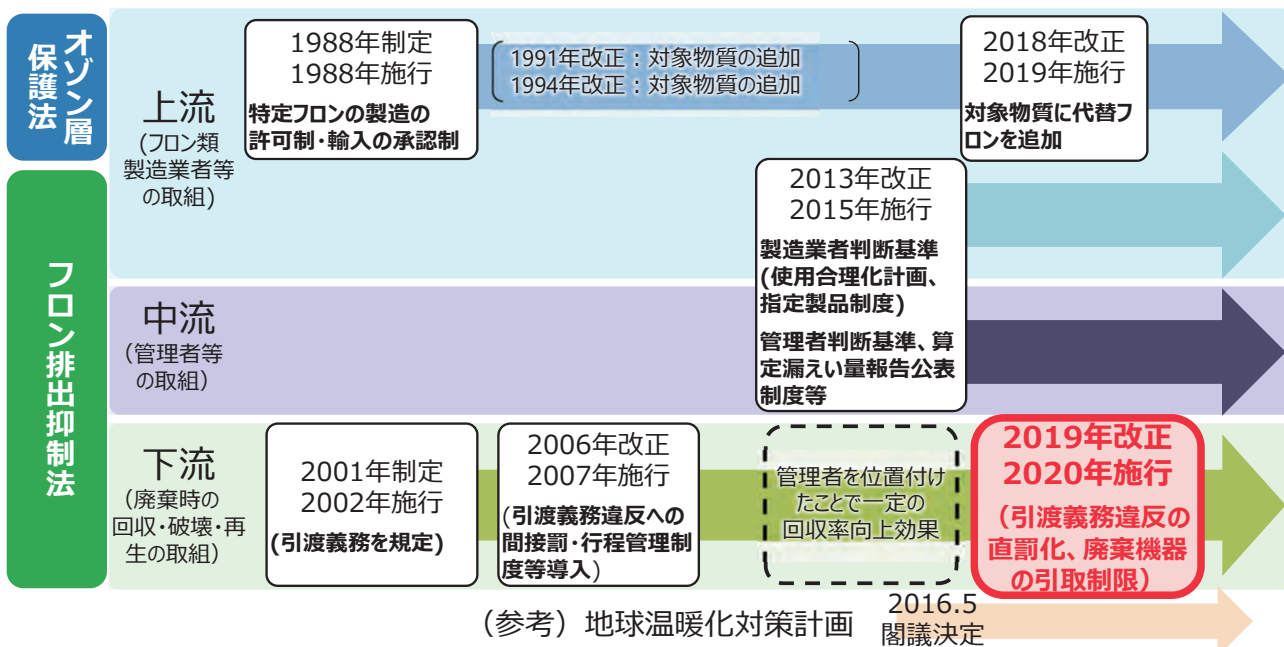 オゾン層
保護法
上流
(フロン類
製造業者等
の取組)
1988年制定
1988年施行
特定フロンの製造の
許可制・輸入の承認制
1991年改正：対象物質の追加
1994年改正：対象物質の追加
2018年改正
2019年施行
対象物質に代替フ
ロンを追加
フロン排出抑制法
2013年改正
2015年施行
製造業者判断基準
(使用合理化計画、
指定製品制度)
管理者判断基準、算
定漏えい量報告公表
制度等
中流
（管理者等
の取組）
下流
（廃棄時の
回収・破壊・再
生の取組）
2001年制定
2002年施行
(引渡義務を規定)
2006年改正
2007年施行
(引渡義務違反への
間接罰・行程管理制
度等導入)
管理者を位置付け
たことで一定の
回収率向上効果
2019年改正
2020年施行
（引渡義務違反の
直罰化、廃棄機器
の引取制限）
（参考）地球温暖化対策計画
2016.5
閣議決定